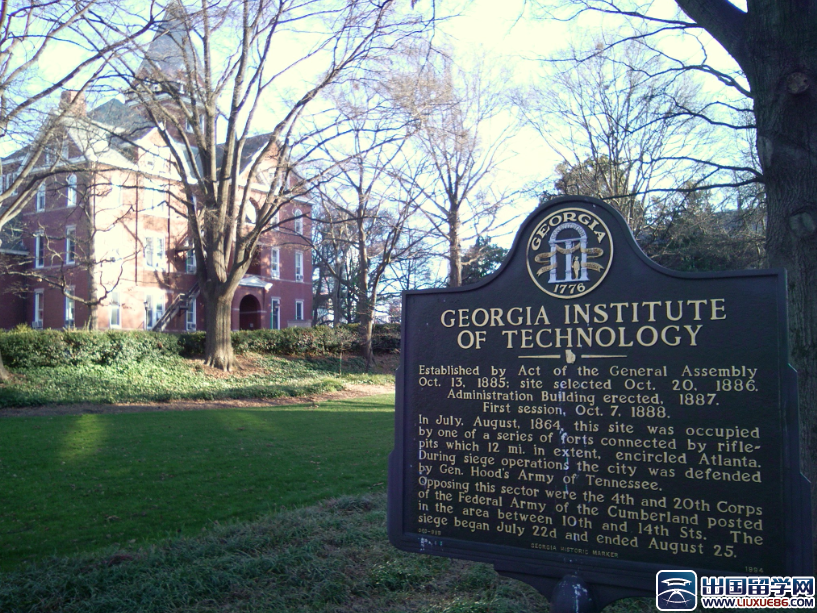 GEORGIA
1776
GEORGIA INSTITUTE
OF TECHNOLOGY
Established by Act of the General Assembly
Oct. 13, 1885; site selected Oct. 20, 1886.
Administration Building erected, 1887.
First session, Oct. 7, 1888.
In July, August, 1864, this site was occupied
by one of a series of forts connected by rifle-
pits which 12 mi. in extent, encircled Atlanta.
During siege operations the city was defended
by Gen. Hood's Army of Tennessee.
Opposing this sector were the 4th and 20th Corps
of the Federal Army of the Cumberland posted
in the area between 10th and 14th Sts. The
siege began July 22d and ended August 25.
GEORGIA HISTORIC MARKER
出国留学网
WWW.LIUXUE86.COM